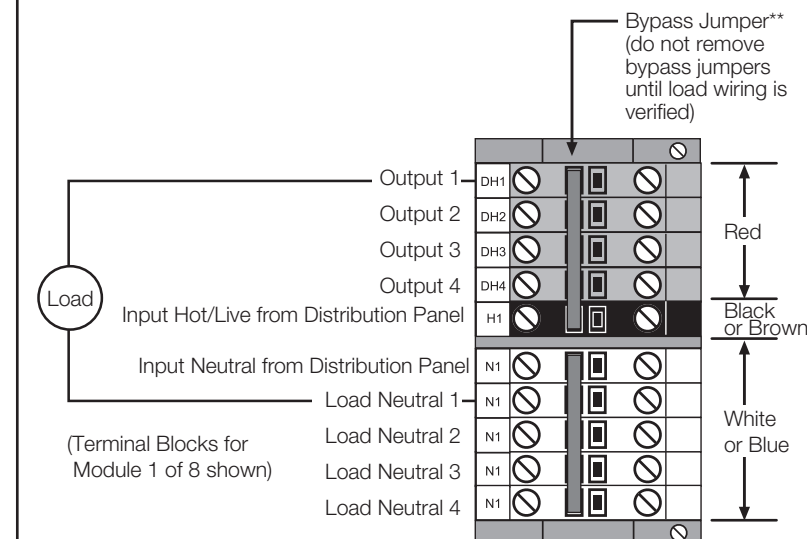 Bypass Jumper**
(do not remove
bypass jumpers
until load wiring is
verified)
Output 1
DH1
Output 2
DH2
Output 3
DH3
Output 4
DH4
Red
Load
Input Hot/Live from Distribution Panel
H1
Black
or Brown
Input Neutral from Distribution Panel
N1
Load Neutral 1
N1
Load Neutral 2
N1
Load Neutral 3
N1
Load Neutral 4
N1
White
or Blue
(Terminal Blocks for
Module 1 of 8 shown)